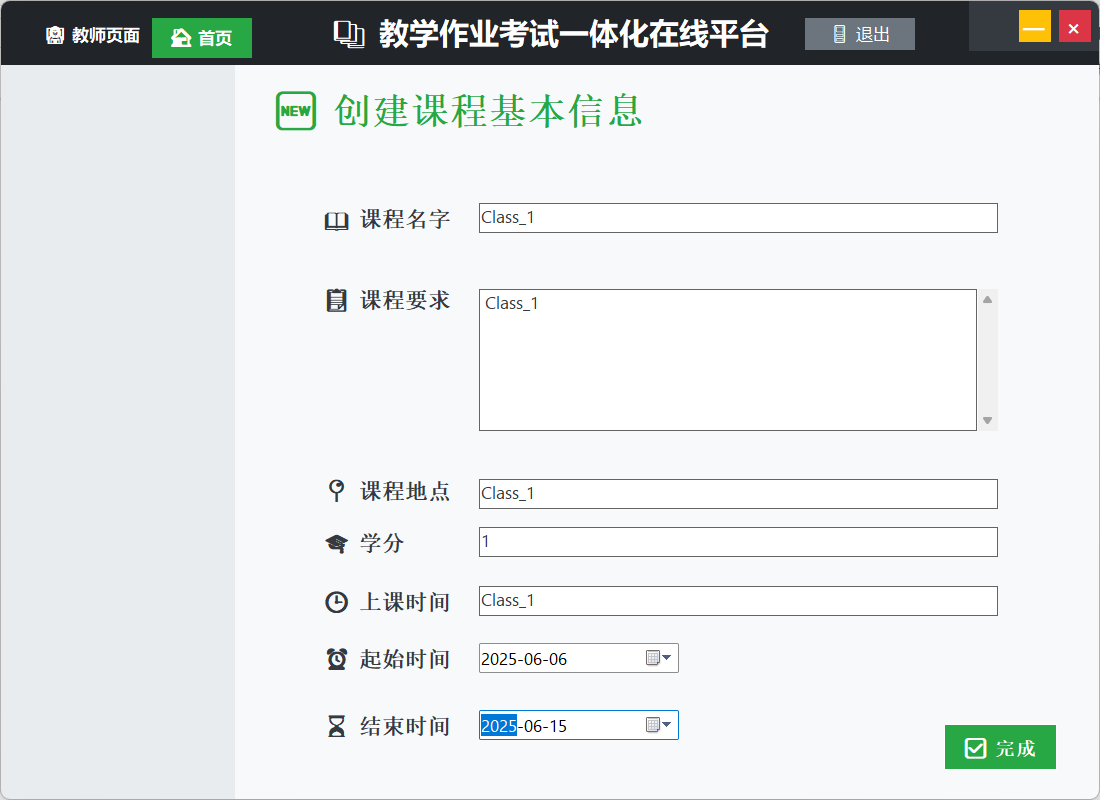 教师页面 首页 教学作业考试一体化在线平台 退出
NEW 创建课程基本信息
课程名字 Class_1
课程要求 Class_1
课程地点 Class_1
学分 1
上课时间 Class_1
起始时间 2025-06-06
结束时间 2025-06-15
完成